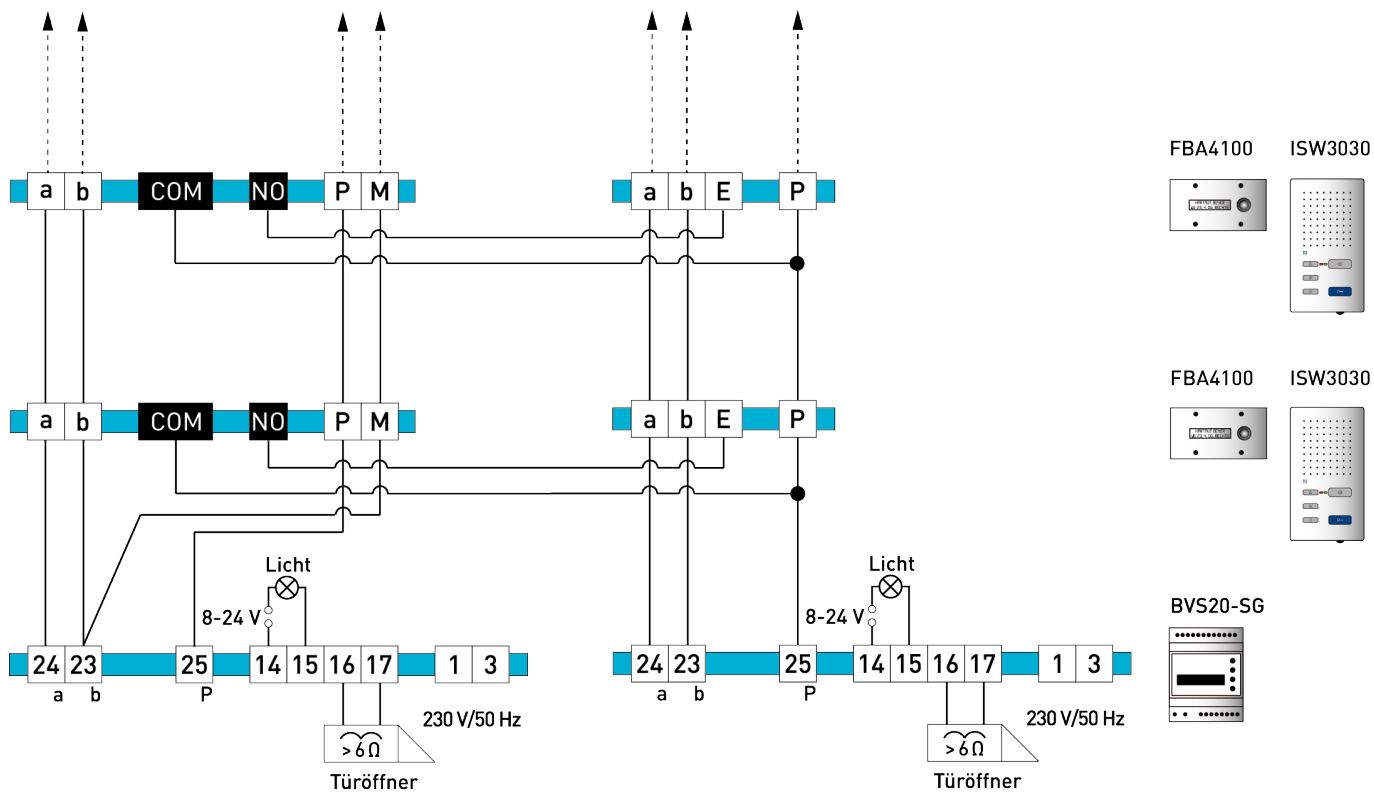 FBA4100 ISW3030
a b COM NO P M a b E P
FBA4100 ISW3030
a b COM NO P M a b E P
Licht Licht
8-24 V 8-24 V
BVS20-SG
24 23 25 14 15 16 17 1 3 24 23 25 14 15 16 17 1 3
a b P a b P
230 V/50 Hz 230 V/50 Hz
>6Ω >6Ω
Türöffner Türöffner